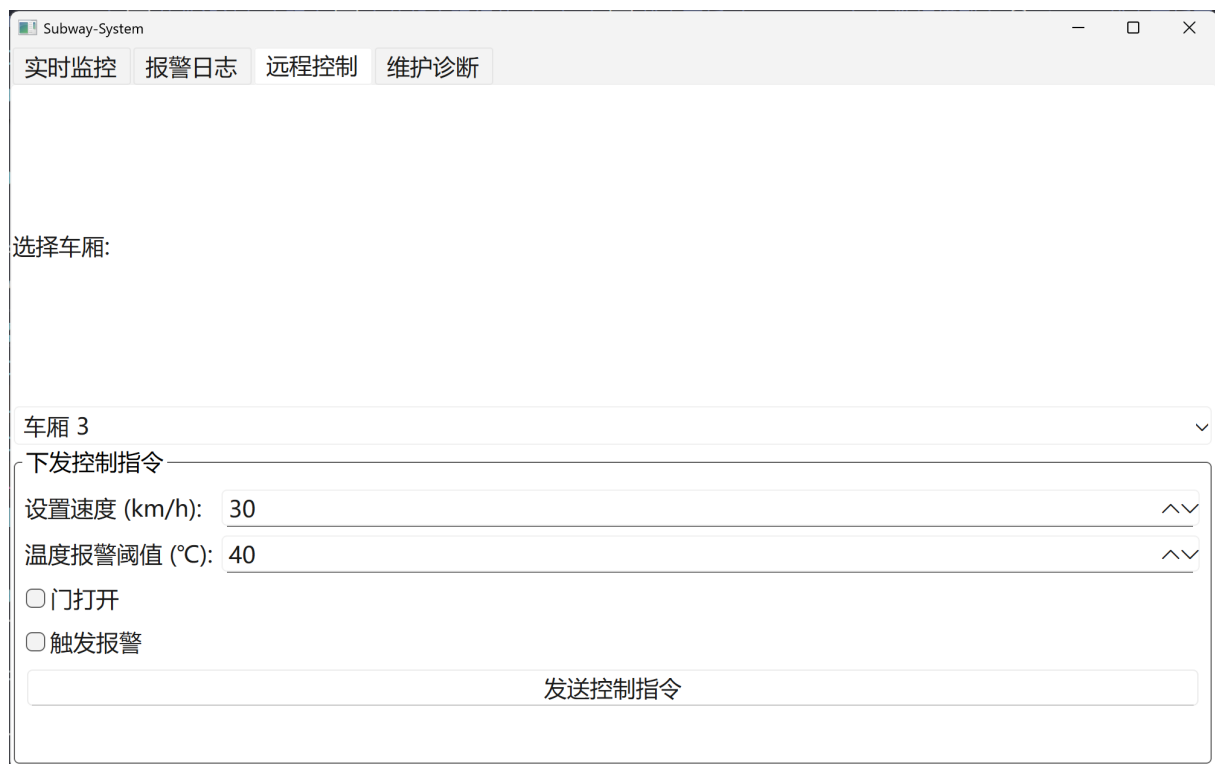 Subway-System
实时监控 报警日志 远程控制 维护诊断
选择车厢:
车厢 3
下发控制指令
设置速度 (km/h): 30
温度报警阈值 (℃): 40
门打开
触发报警
发送控制指令